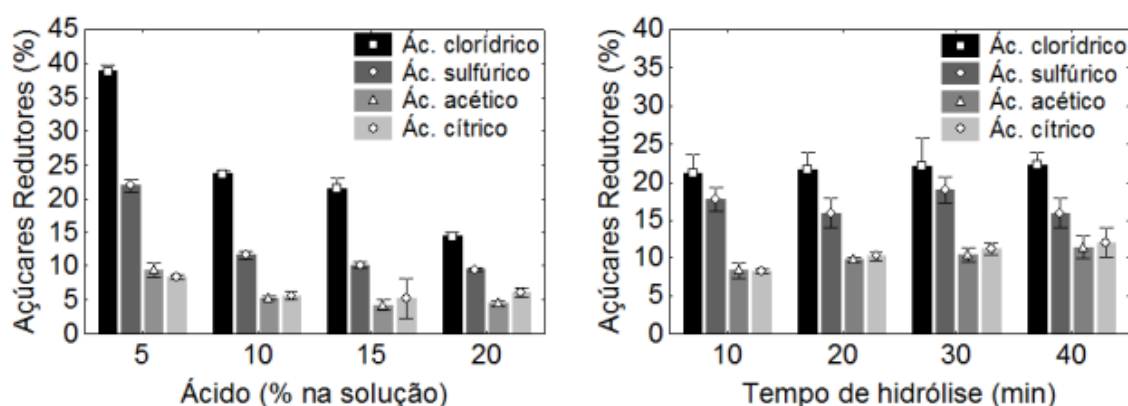 Açúcares Redutores (%)
45
40
35
30
25
20
15
10
5
0
Ác. clorídrico
Ác. sulfúrico
Ác. acético
Ác. cítrico
5 10 15 20
Ácido (% na solução)
Açúcares Redutores (%)
40
35
30
25
20
15
10
5
0
Ác. clorídrico
Ác. sulfúrico
Ác. acético
Ác. cítrico
10 20 30 40
Tempo de hidrólise (min)